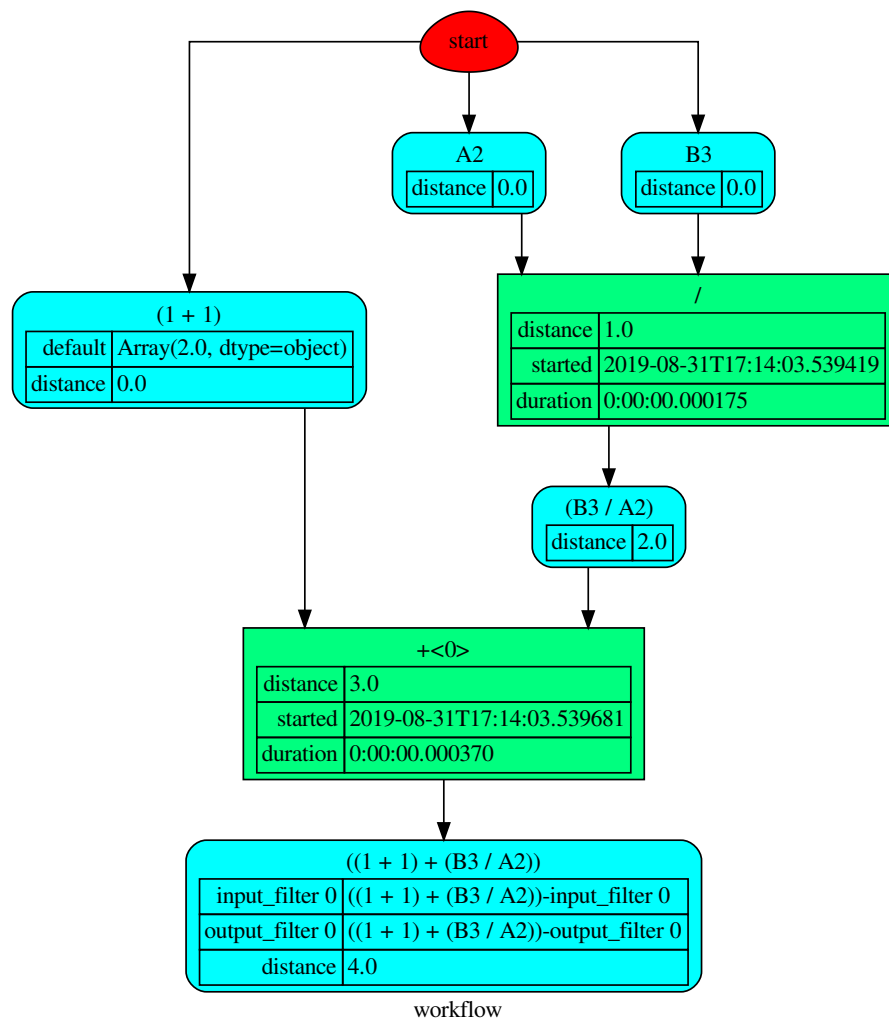 start
A2
distance 0.0
B3
distance 0.0
(1 + 1)
default Array(2.0, dtype=object)
distance 0.0
/
distance 1.0
started 2019-08-31T17:14:03.539419
duration 0:00:00.000175
(B3 / A2)
distance 2.0
+<0>
distance 3.0
started 2019-08-31T17:14:03.539681
duration 0:00:00.000370
((1 + 1) + (B3 / A2))
input_filter 0 ((1 + 1) + (B3 / A2))-input_filter 0
output_filter 0 ((1 + 1) + (B3 / A2))-output_filter 0
distance 4.0
workflow